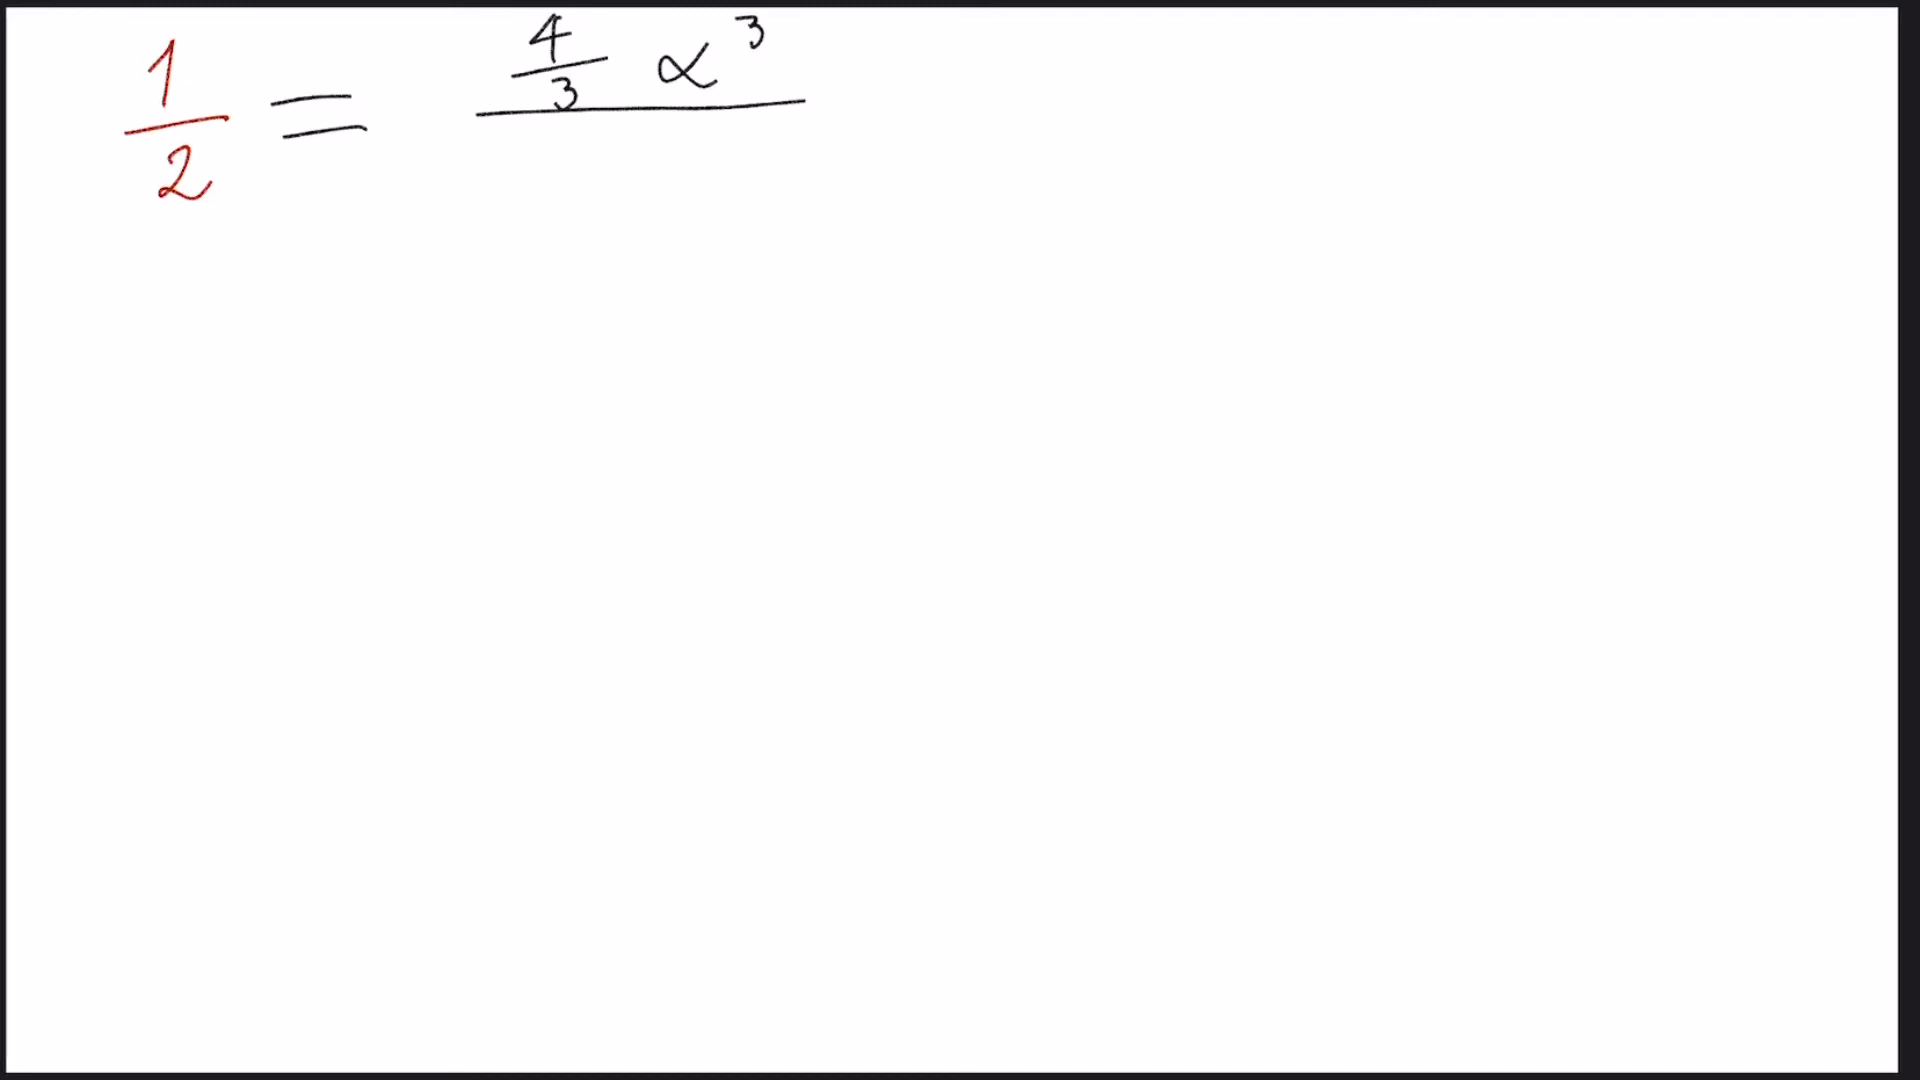 1/2 = (4/3 α³)/